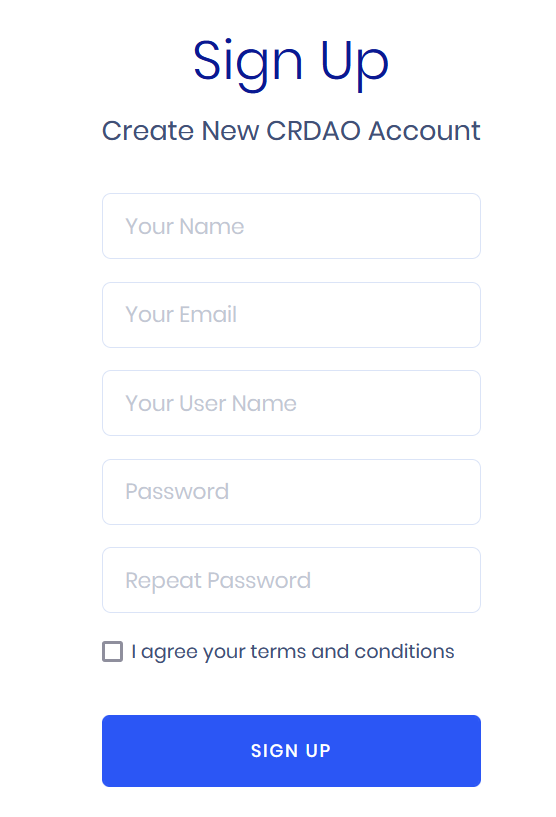 Sign Up
Create New CRDAO Account
Your Name
Your Email
Your User Name
Password
Repeat Password
I agree your terms and conditions
SIGN UP